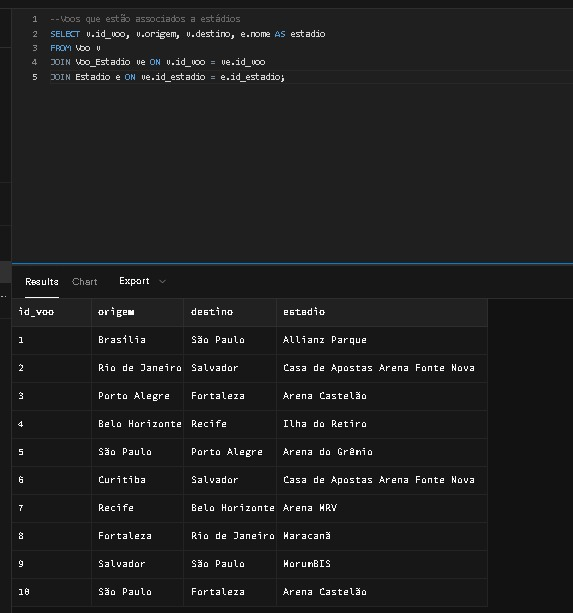 1 --Voos que estão associados a estádios
2 SELECT v.id_voo, v.origem, v.destino, e.nome AS estadio
3 FROM Voo v
4 JOIN Voo_Estadio ve ON v.id_voo = ve.id_voo
5 JOIN Estadio e ON ve.id_estadio = e.id_estadio;
Results Chart Export
id_voo origem destino estadio
1 Brasília São Paulo Allianz Parque
2 Rio de Janeiro Salvador Casa de Apostas Arena Fonte Nova
3 Porto Alegre Fortaleza Arena Castelão
4 Belo Horizonte Recife Ilha do Retiro
5 São Paulo Porto Alegre Arena do Grêmio
6 Curitiba Salvador Casa de Apostas Arena Fonte Nova
7 Recife Belo Horizonte Arena MRV
8 Fortaleza Rio de Janeiro Maracanã
9 Salvador São Paulo MorumBIS
10 São Paulo Fortaleza Arena Castelão